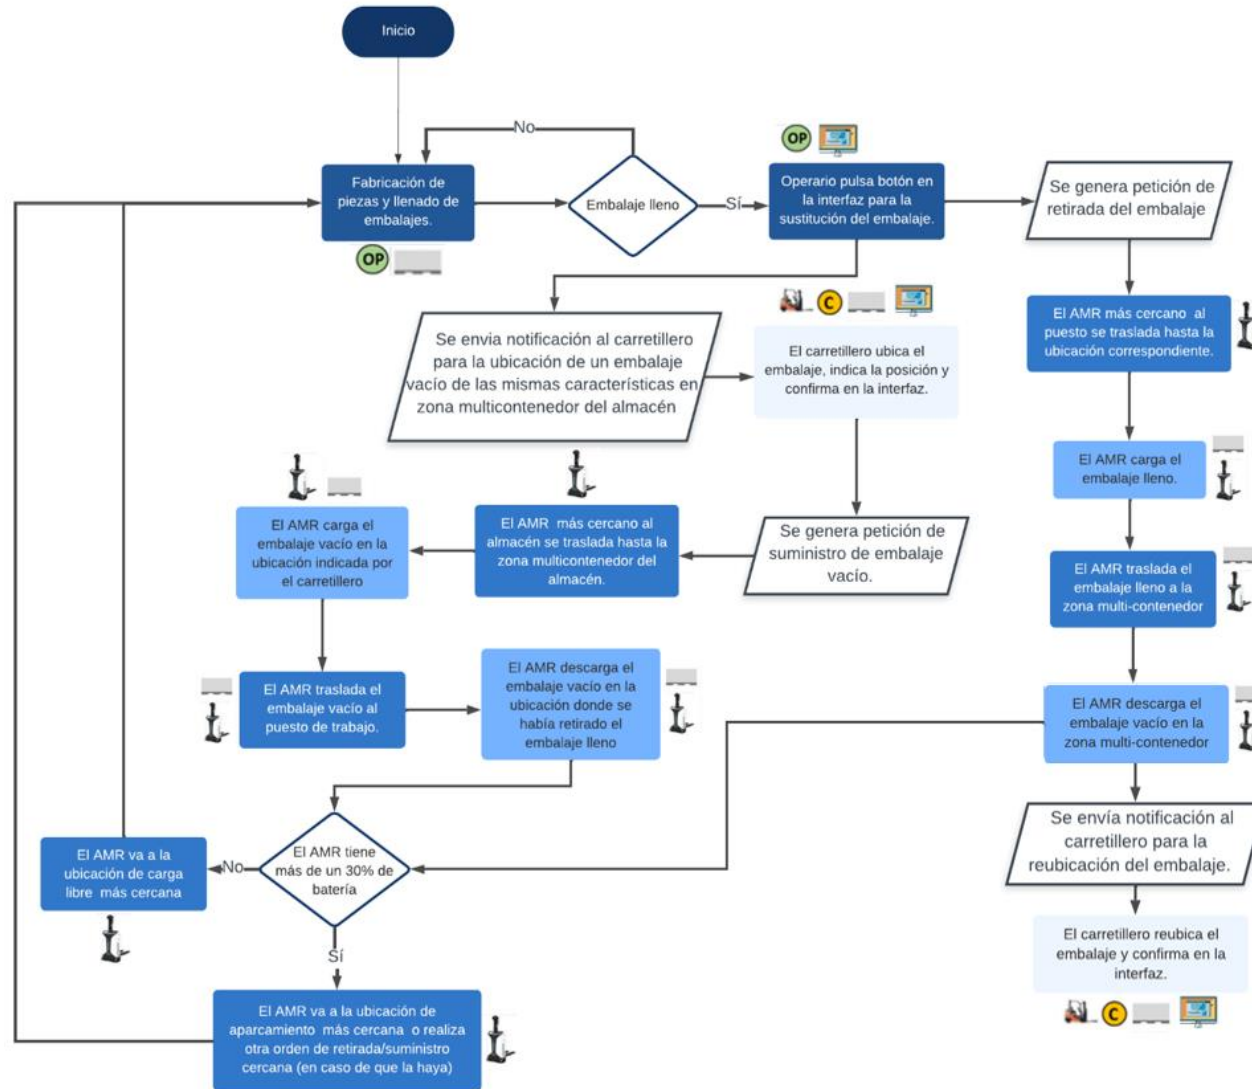 Inicio
No
Fabricación de
piezas y llenado de
embalajes.
OP
Embalaje lleno
Sí
OP
Operario pulsa botón en
la interfaz para la
sustitución del embalaje.
Se genera petición de
retirada del embalaje
Se envia notificación al carretillero
para la ubicación de un embalaje
vacío de las mismas características en
zona multicontenedor del almacén
C
El carretillero ubica el
embalaje, indica la posición y
confirma en la interfaz.
El AMR más cercano al
puesto se traslada hasta la
ubicación correspondiente.
El AMR carga el
embalaje lleno.
El AMR carga el
embalaje vacío en la
ubicación indicada por
el carretillero
El AMR más cercano al
almacén se traslada hasta la
zona multicontenedor del
almacén.
Se genera petición de
suministro de embalaje
vacío.
El AMR traslada el
embalaje lleno a la
zona multi-contenedor
El AMR traslada el
embalaje vacío al
puesto de trabajo.
El AMR descarga el
embalaje vacío en la
ubicación donde se
había retirado el
embalaje lleno
El AMR descarga el
embalaje vacío en la
zona multi-contenedor
El AMR va a la
ubicación de carga
libre más cercana
No
El AMR tiene
más de un 30% de
batería
Sí
Se envía notificación al
carretillero para la
reubicación del embalaje.
El carretillero reubica el
embalaje y confirma en la
interfaz.
C
El AMR va a la ubicación de
aparcamiento más cercana o realiza
otra orden de retirada/suministro
cercana (en caso de que la haya)